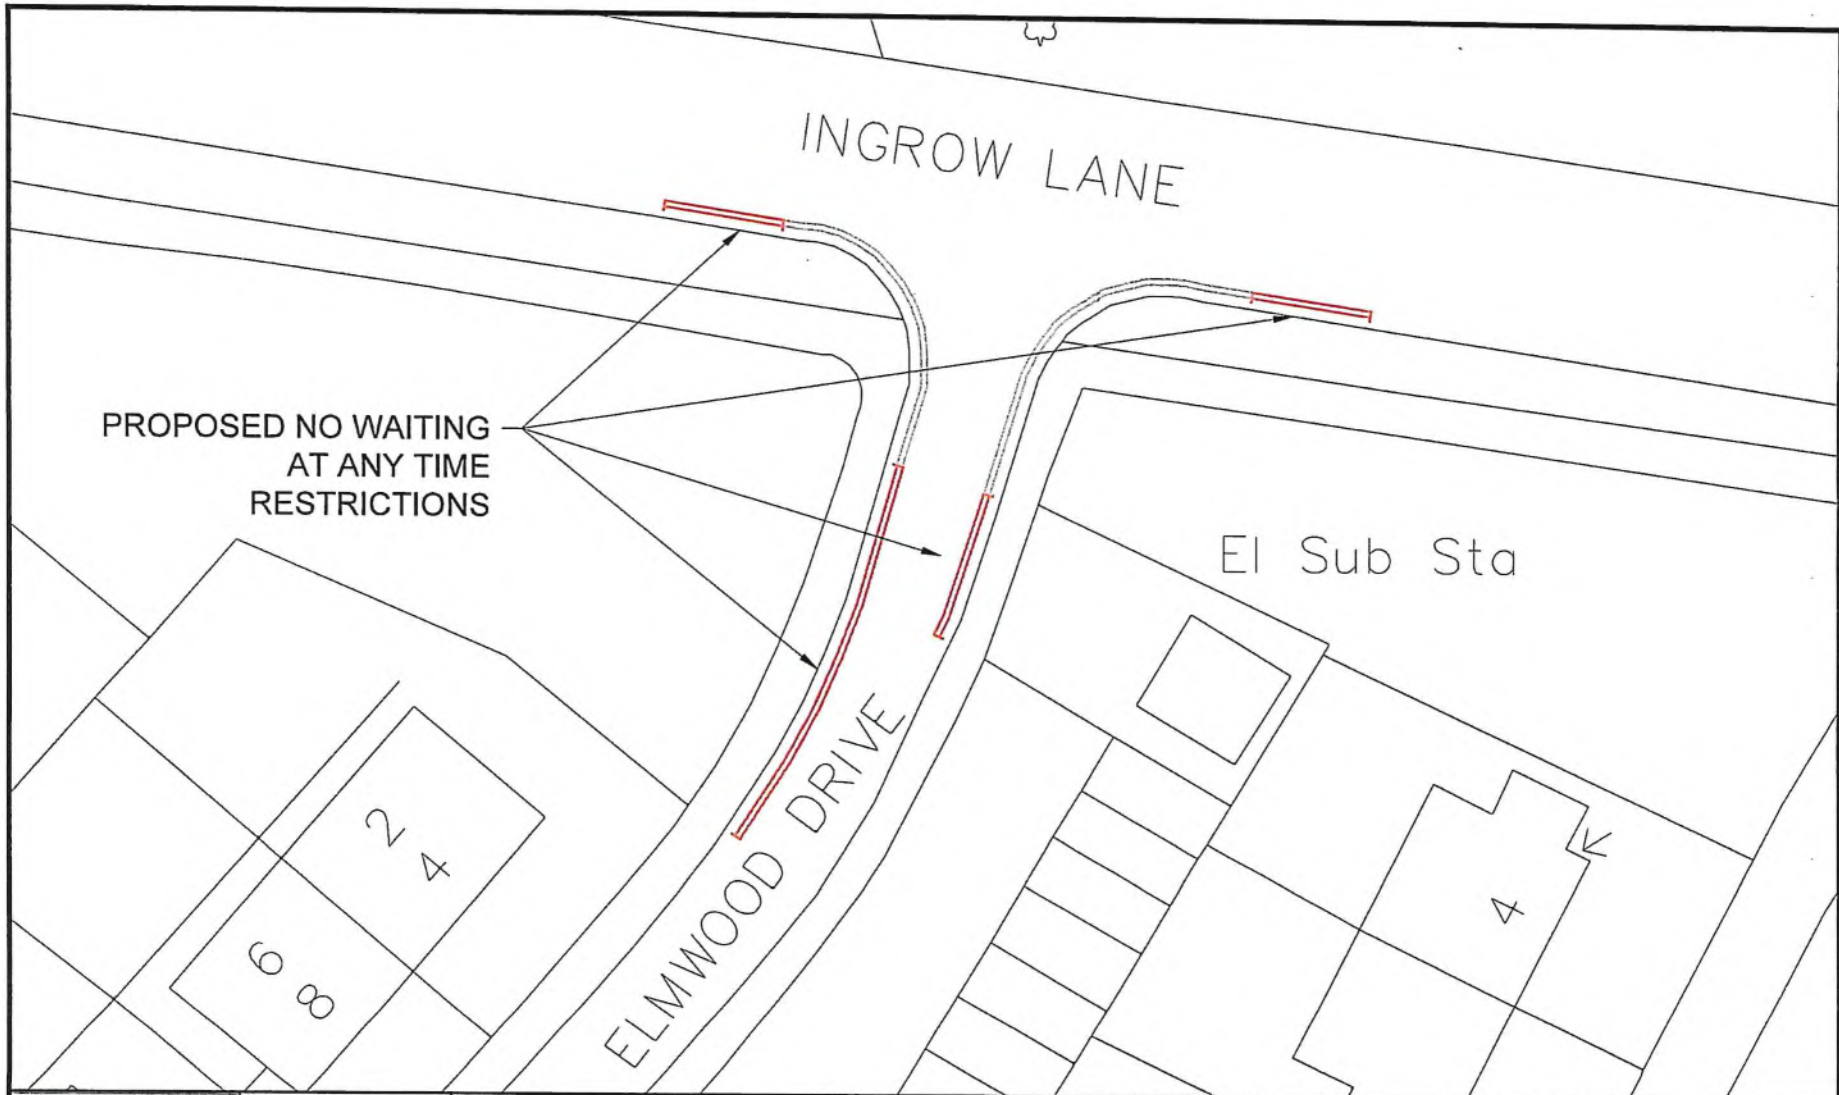 INGROW LANE
PROPOSED NO WAITING
AT ANY TIME
RESTRICTIONS
El Sub Sta
ELMWOOD DRIVE
2
4
6
8
4